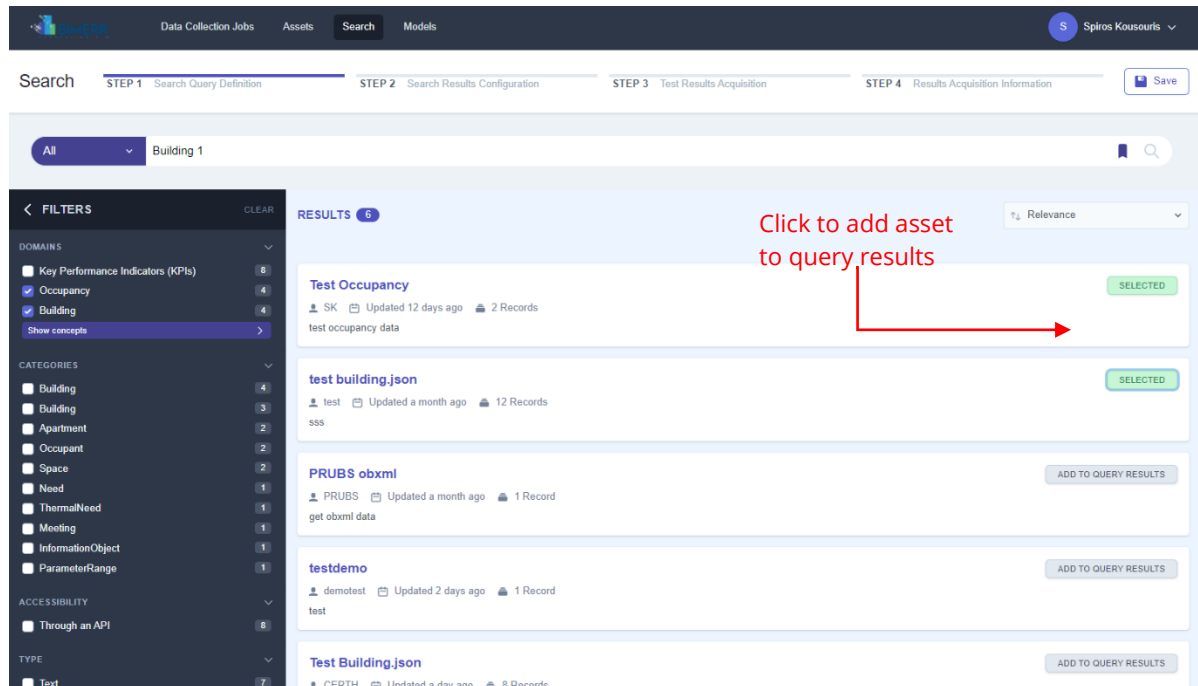 BIMERR Data Collection Jobs Assets Search Models S Spiros Kousouris
Search STEP 1 Search Query Definition STEP 2 Search Results Configuration STEP 3 Test Results Acquisition STEP 4 Results Acquisition Information Save
All Building 1
FILTERS CLEAR
DOMAINS
Key Performance Indicators (KPIs) 8
Occupancy 4
Building 4
Show concepts
CATEGORIES
Building 4
Building 3
Apartment 2
Occupant 2
Space 2
Need 1
ThermalNeed 1
Meeting 1
InformationObject 1
ParameterRange 1
ACCESSIBILITY
Through an API 8
TYPE
Text 7
RESULTS 6
Relevance
Click to add asset
to query results
Test Occupancy
SELECTED
SK Updated 12 days ago 2 Records
test occupancy data
test building.json
SELECTED
test Updated a month ago 12 Records
sss
PRUBS obxml
ADD TO QUERY RESULTS
PRUBS Updated a month ago 1 Record
get obxml data
testdemo
ADD TO QUERY RESULTS
demotest Updated 2 days ago 1 Record
test
Test Building.json
ADD TO QUERY RESULTS
CERTH Updated a day ago 8 Records